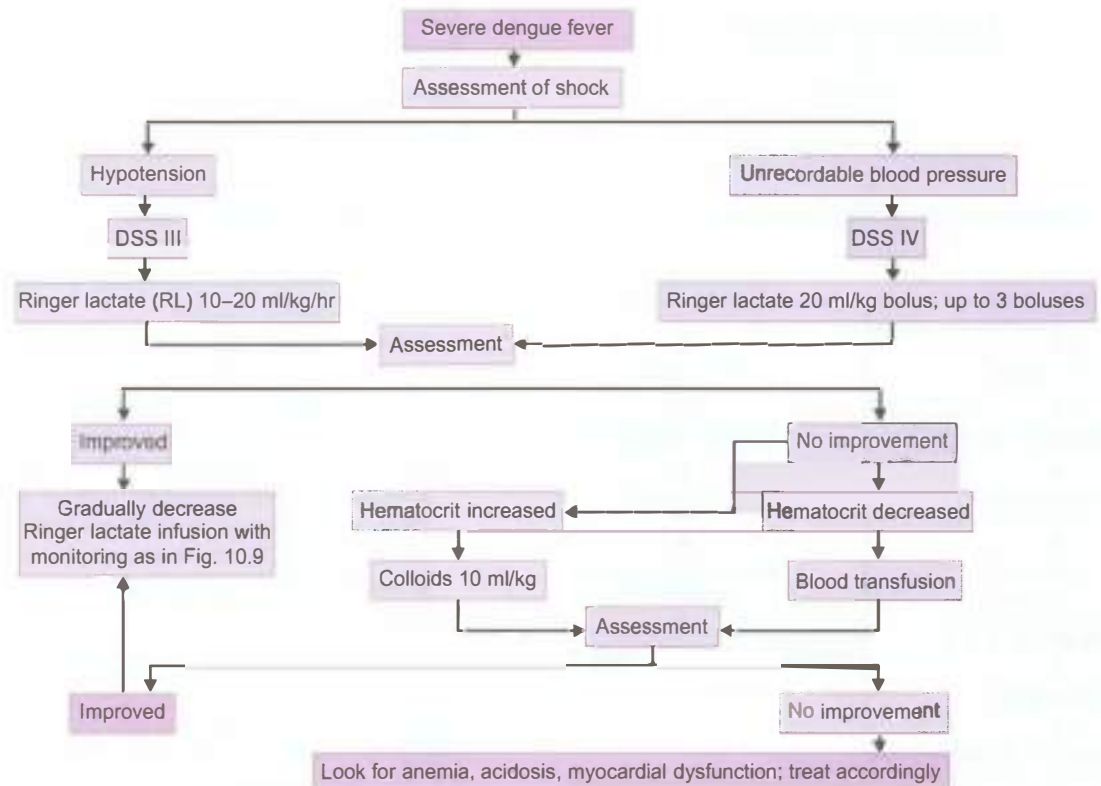 Severe dengue fever
Assessment of shock
Hypotension
Unrecordable blood pressure
DSS III
DSS IV
Ringer lactate (RL) 10–20 ml/kg/hr
Ringer lactate 20 ml/kg bolus; up to 3 boluses
Assessment
Improved
No improvement
Gradually decrease
Ringer lactate infusion with
monitoring as in Fig. 10.9
Hematocrit increased
Hematocrit decreased
Colloids 10 ml/kg
Blood transfusion
Assessment
Improved
No improvement
Look for anemia, acidosis, myocardial dysfunction; treat accordingly